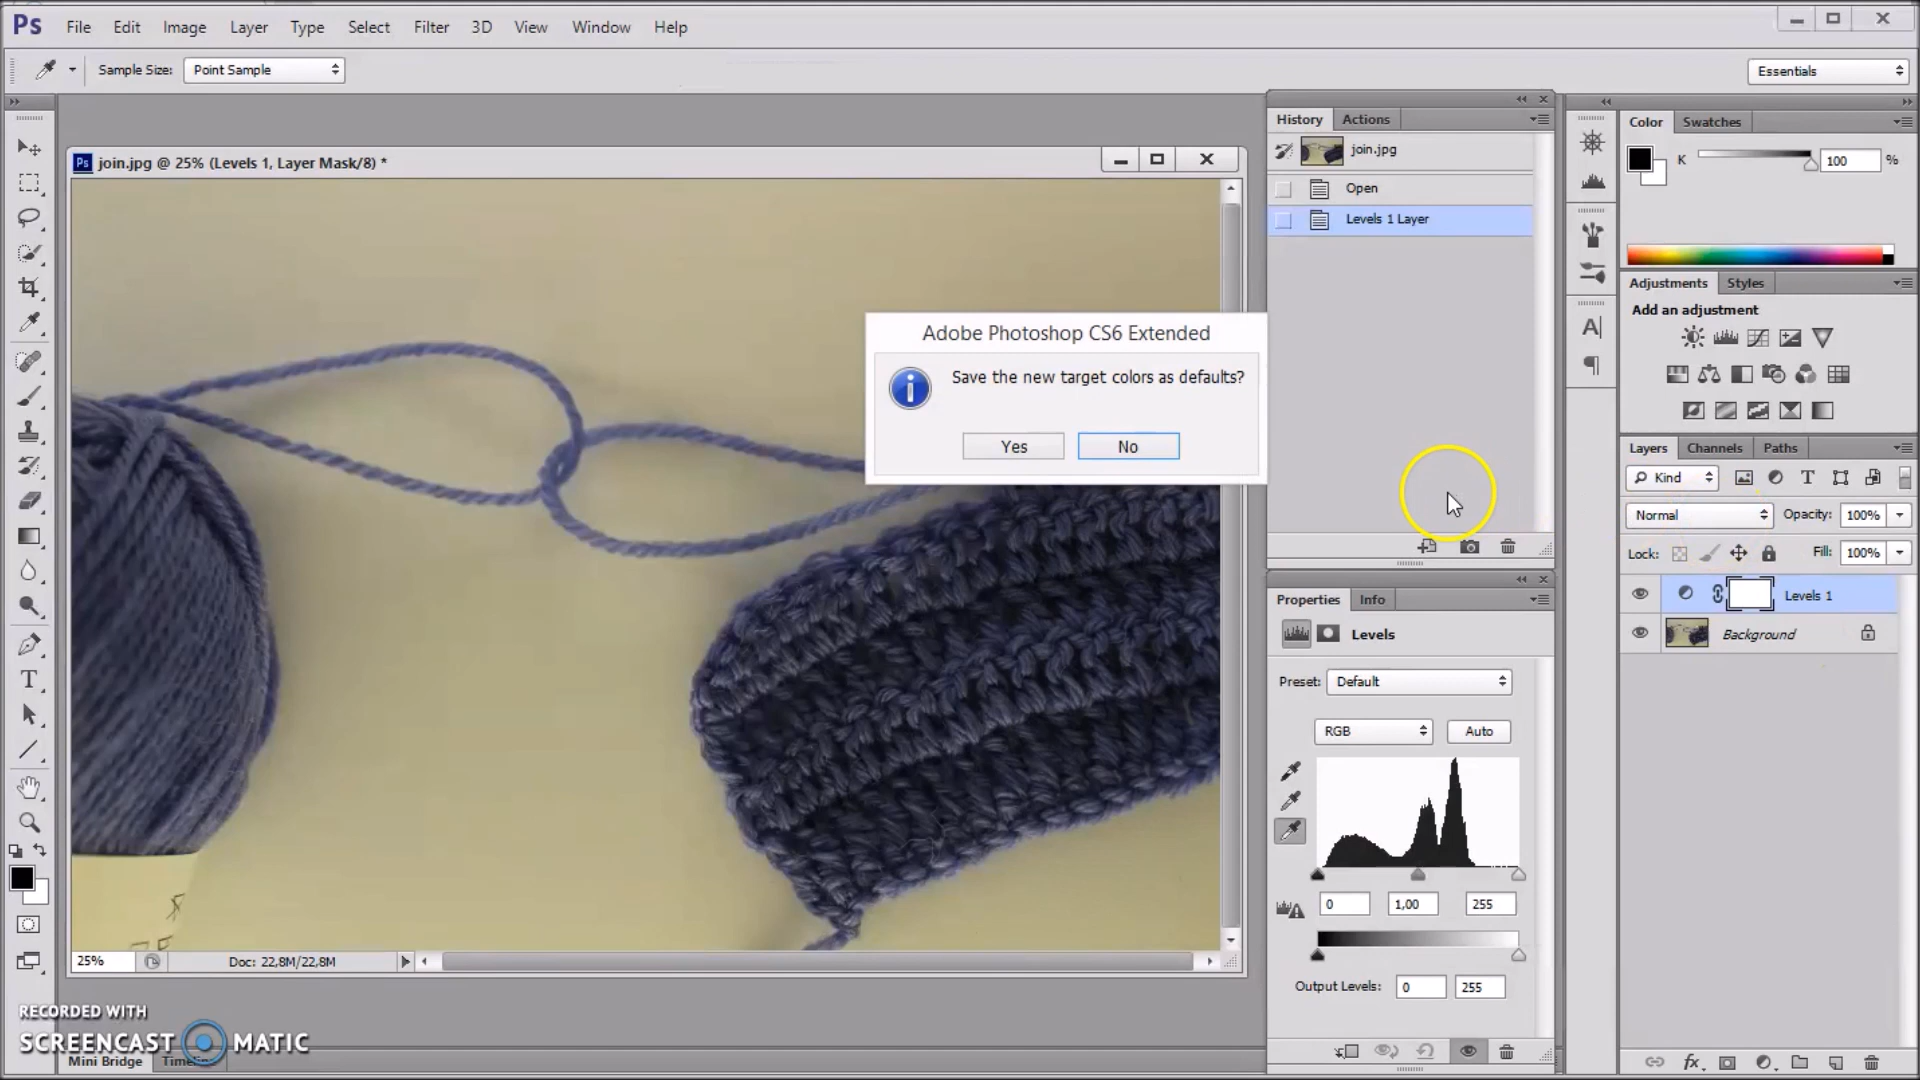 Ps File Edit Image Layer Select Filter 3D View Window Help
Type
Sample Size: Point Sample
Essentials
join.jpg @ 25% (Levels 1, Layer Mask/8) *
History Actions
join.jpg
Open
Levels 1 Layer
Adobe Photoshop CS6 Extended
Save the new target colors as defaults?
Yes No
Properties Info
Levels
Preset: Default
RGB Auto
0 1,00 255
Output Levels: 0 255
Color Swatches
K 100 %
Adjustments Styles
Add an adjustment
Layers Channels Paths
Kind
Normal Opacity: 100%
Lock: Fill: 100%
Levels 1
Background
25% Doc: 22,8M/22,8M
RECORDED WITH
SCREENCAST MATIC
Mini Bridge